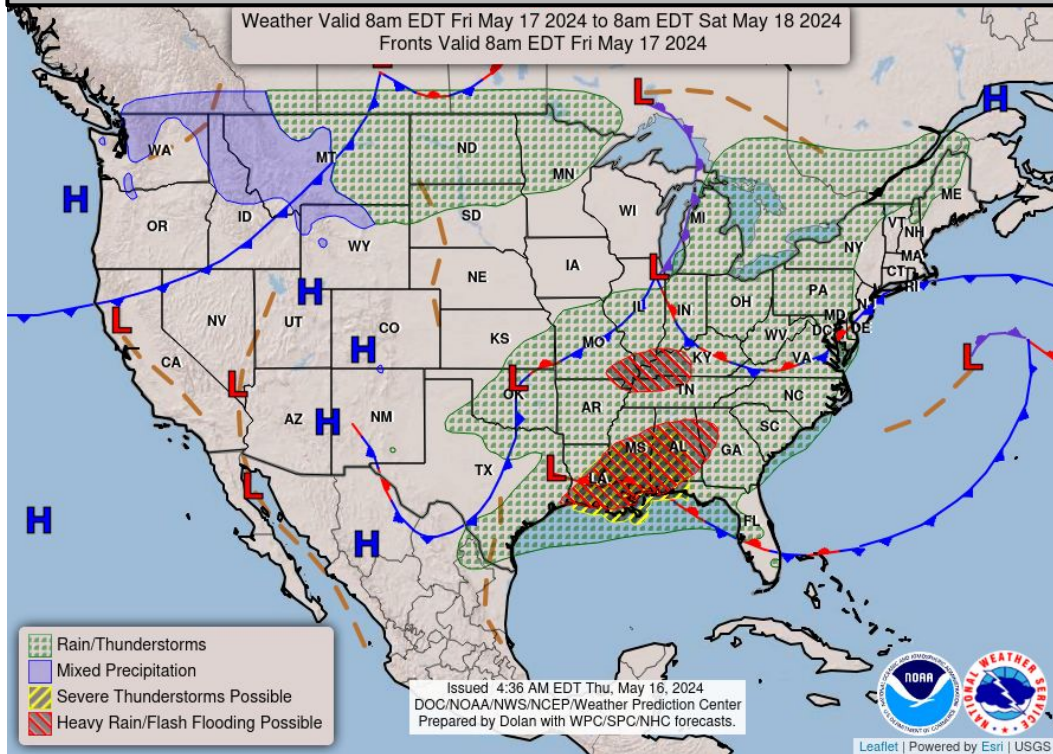 Weather Valid 8am EDT Fri May 17 2024 to 8am EDT Sat May 18 2024
Fronts Valid 8am EDT Fri May 17 2024
L
L
H
WA
MT
ND
MN
ME
H
OR
ID
SD
WI
MI
VT
NH
WY
NY
MA
CT
RI
L
IA
NE
H
PA
L
NV
UT
IL
IN
OH
MD
DE
DC
CO
H
KS
MO
WV
VA
CA
KY
L
L
L
OK
TN
NC
AZ
H
NM
AR
SC
MS
AL
GA
TX
L
LA
L
H
FL
H
Rain/Thunderstorms
Mixed Precipitation
Severe Thunderstorms Possible
Heavy Rain/Flash Flooding Possible
Issued 4:36 AM EDT Thu, May 16, 2024
DOC/NOAA/NWS/NCEP/Weather Prediction Center
Prepared by Dolan with WPC/SPC/NHC forecasts.
NOAA
NATIONAL WEATHER SERVICE
Leaflet | Powered by Esri | USGS